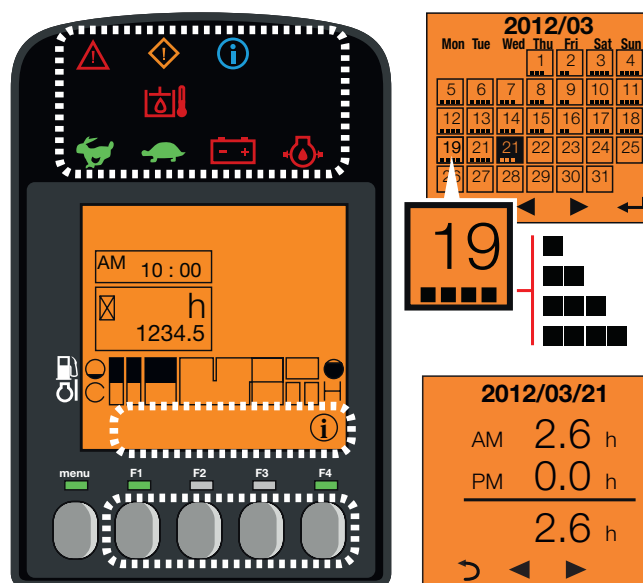 AM 10 : 00
h
1234.5
C H
menu F1 F2 F3 F4
2012/03
Mon Tue Wed Thu Fri Sat Sun
1 2 3 4
5 6 7 8 9 10 11
12 13 14 15 16 17 18
19 21 21 22 23 24 25
26 27 28 29 30 31
19
2012/03/21
AM 2.6 h
PM 0.0 h
2.6 h